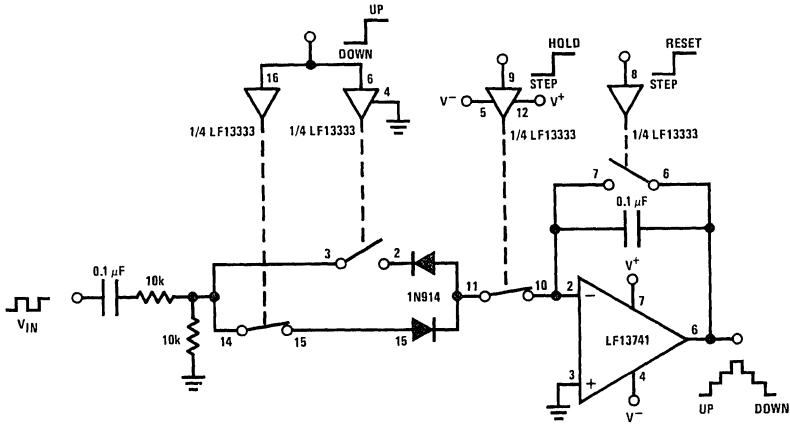 UP
DOWN
HOLD
STEP
RESET
STEP
16
6
4
9
V⁻
5
12
V⁺
8
1/4 LF13333
1/4 LF13333
1/4 LF13333
1/4 LF13333
7
6
0.1 μF
3
2
1N914
11
10
2
V⁺
7
0.1 μF
10k
VIN
10k
14
15
15
LF13741
6
3
4
V⁻
UP
DOWN